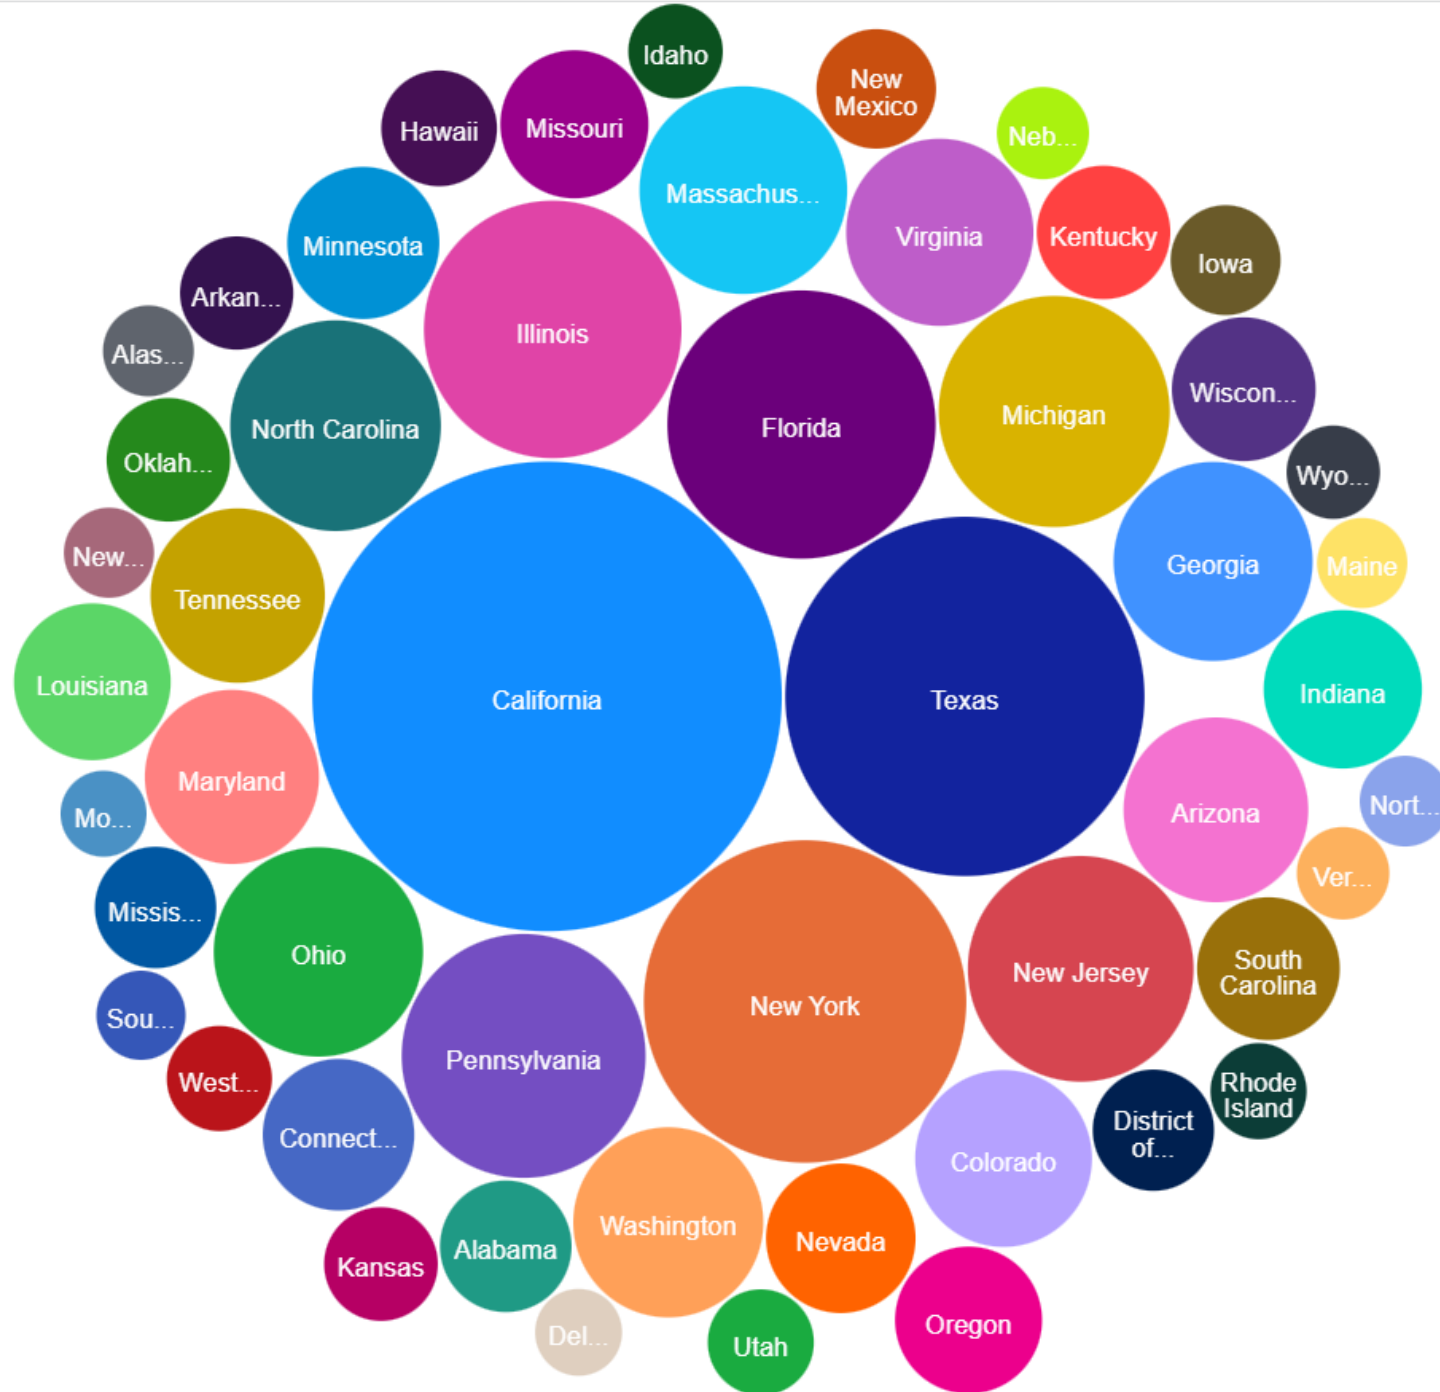 Idaho
New
Mexico
Hawaii
Missouri
Neb...
Massachus...
Virginia
Kentucky
Minnesota
Iowa
Arkan...
Illinois
Alas...
Wiscon...
Michigan
Florida
North Carolina
Oklah...
Wyo...
New...
Georgia
Maine
Tennessee
Louisiana
California
Texas
Indiana
Maryland
Nort...
Arizona
Mo...
Ver...
Missis...
Ohio
South
Carolina
New Jersey
New York
Sou...
Pennsylvania
West...
Rhode
Island
District
of...
Connect...
Colorado
Washington
Nevada
Alabama
Kansas
Oregon
Del...
Utah